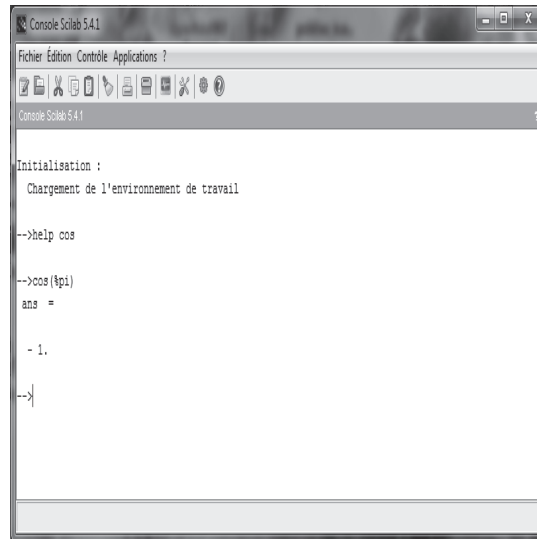 Console Scilab 5.4.1
Fichier Édition Contrôle Applications ?
Console Scilab 5.4.1 ?
Initialisation :
Chargement de l'environnement de travail
-->help cos
-->cos(%pi)
ans =
- 1.
-->